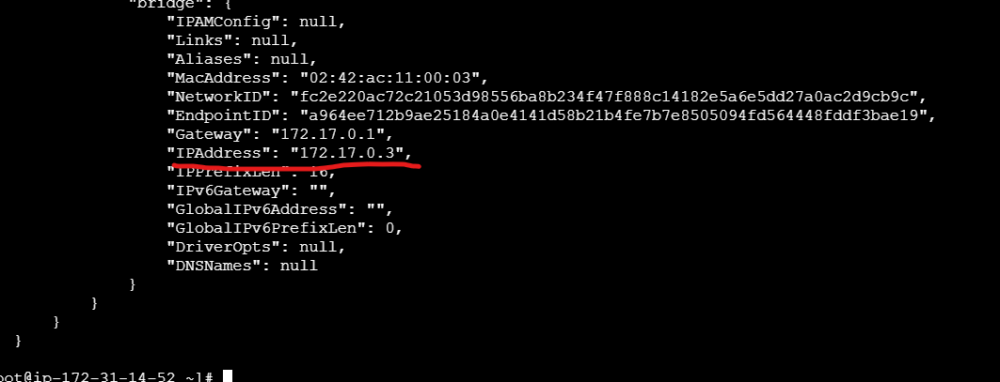 "bridge": {
"IPAMConfig": null,
"Links": null,
"Aliases": null,
"MacAddress": "02:42:ac:11:00:03",
"NetworkID": "fc2e220ac72c21053d98556ba8b234f47f888c14182e5a6e5dd27a0ac2d9cb9c",
"EndpointID": "a964ee712b9ae25184a0e4141d58b21b4fe7b7e8505094fd564448fddf3bae19",
"Gateway": "172.17.0.1",
"IPAddress": "172.17.0.3",
"IPPrefixLen": 16,
"IPv6Gateway": "",
"GlobalIPv6Address": "",
"GlobalIPv6PrefixLen": 0,
"DriverOpts": null,
"DNSNames": null
}
}
}
}
oot@ip-172-31-14-52 ~]#